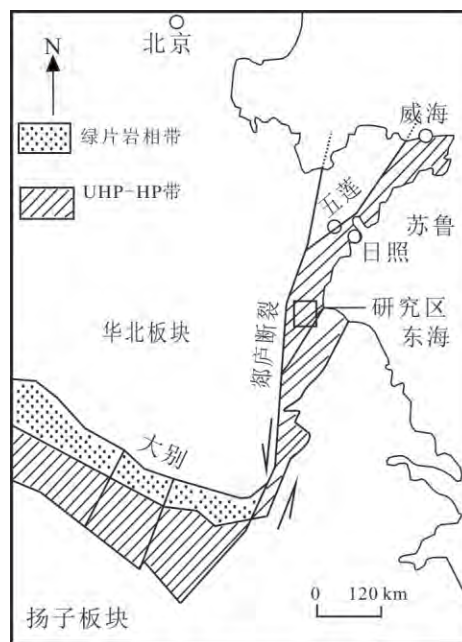 北京
N
威海
绿片岩相带
UHP-HP带
五莲
苏鲁
日照
研究区
东海
华北板块
郯庐断裂
大别
0 120 km
扬子板块